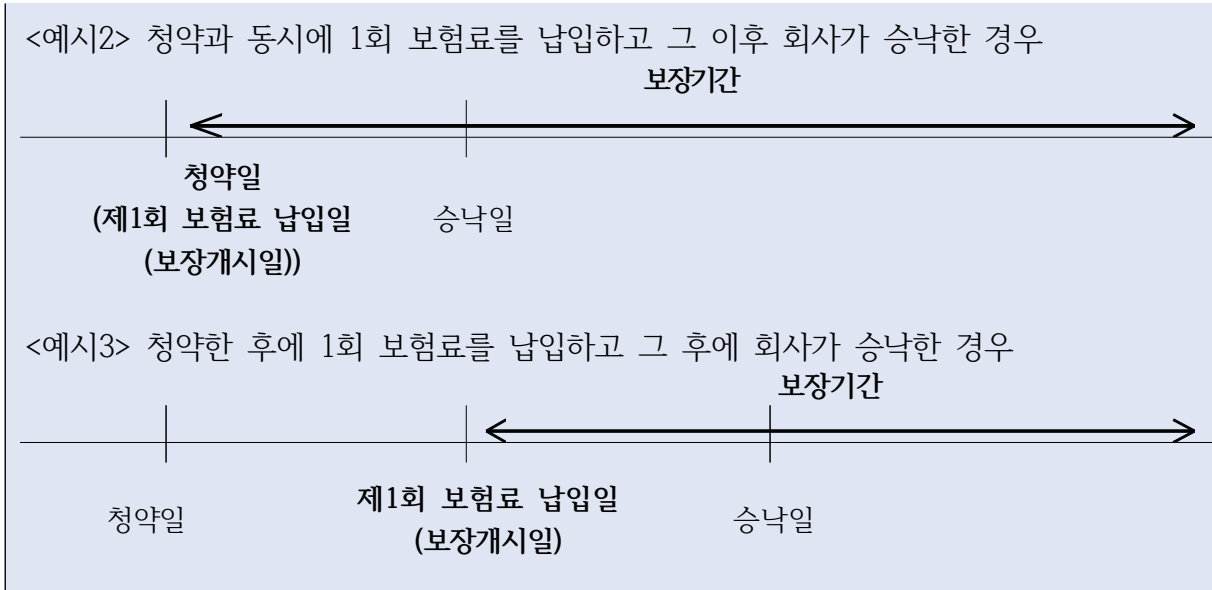 <예시2> 청약과 동시에 1회 보험료를 납입하고 그 이후 회사가 승낙한 경우
보장기간
청약일
(제1회 보험료 납입일 승낙일
(보장개시일))
<예시3> 청약한 후에 1회 보험료를 납입하고 그 후에 회사가 승낙한 경우
보장기간
청약일 제1회 보험료 납입일 승낙일
(보장개시일)